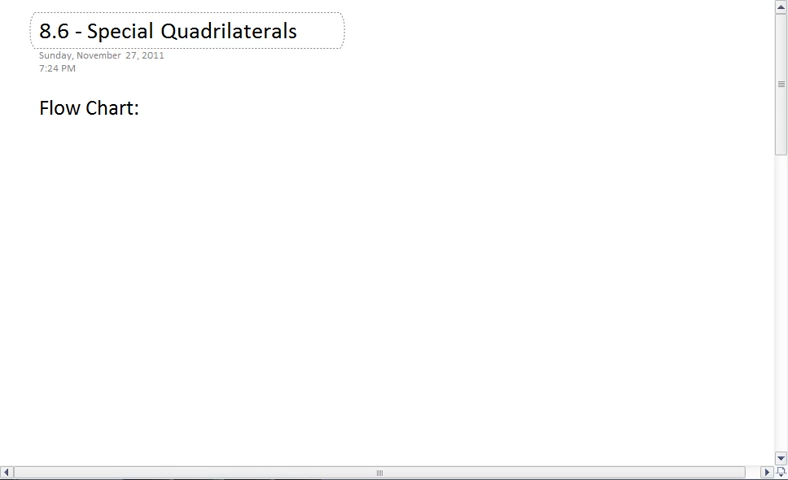 8.6 - Special Quadrilaterals
Sunday, November 27, 2011
7:24 PM
Flow Chart: